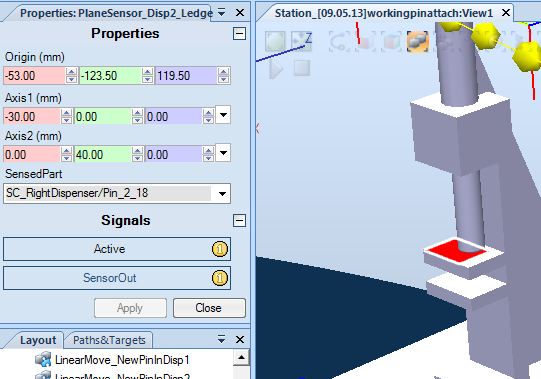 Properties: PlaneSensor_Disp2_Ledge
Station_[09.05.13]workingpinattach:View1
Properties
Origin (mm)
-53.00 -123.50 119.50
Axis1 (mm)
-30.00 0.00 0.00
Axis2 (mm)
0.00 40.00 0.00
SensedPart
SC_RightDispenser/Pin_2_18
Signals
Active
SensorOut
Apply Close
Layout Paths&Targets
LinearMove_NewPinInDisp1
LinearMove_NewPinInDisp2
Z